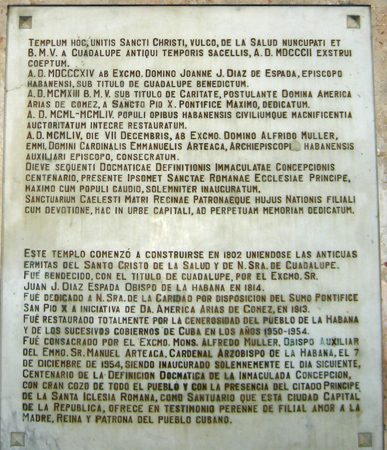 TEMPLUM HOC, UNITIS SANCTI CHRISTI, VULGO, DE LA SALUD NUNCUPATI ET
B.M.V. A GUADALUPE ANTIQUI TEMPORIS SACELLIS, A.D. MDCCCII EXSTRUI
COEPTUM.
A.D. MDCCCXIV AB EXCMO. DOMINO JOANNE J. DIAZ DE ESPADA, EPISCOPO
HABANENSI, SUB TITULO DE GUADALUPE BENEDICTUM.
A.D. MCMXIII B.M.V. SUB TITULO DE CARITATE, POSTULANTE DOMINA AMERICA
ARIAS DE GOMEZ, A SANCTO PIO X. PONTIFICE MAXIMO, DEDICATUM.
A.D. MCML-MCMLIV. POPULI OPIBUS HABANENSIS CIVILIUMQUE MAGNIFICENTIA
AUCTORITATUM INTEGRE RESTAURATUM.
A.D. MCMLIV, DIE VII DECEMBRIS, AB EXCMO. DOMINO ALFRIDO MULLER,
EMMI. DOMINI CARDINALIS EMMANUELIS ARTEAGA, ARCHIEPISCOPI HABANENSIS
AUXILIARI EPISCOPO, CONSECRATUM.
DIEVE SEQUENTI DOGMATICAE DEFINITIONIS IMMACULATAE CONCEPTIONIS
CENTENARIO, PRESENTE IPSOMET SANCTAE ROMANAE ECCLESIAE PRINCIPE,
MAXIMO CUM POPULI GAUDIO, SOLEMNITER INAUGURATUM.
SANCTUARIUM CAELESTI MATRI REGINAE PATRONAEQUE HUJUS NATIONIS FILIALI
CUM DEVOTIONE, HAC IN URBE CAPITALI, AD PERPETUAM MEMORIAM DEDICATUM.
ESTE TEMPLO COMENZÓ A CONSTRUIRSE EN 1802 UNIENDOSE LAS ANTIGUAS
ERMITAS DEL SANTO CRISTO DE LA SALUD Y DE N. SRA. DE GUADALUPE.
FUÉ BENDECIDO, CON EL TITULO DE GUADALUPE, POR EL EXCMO. SR.
JUAN J. DIAZ ESPADA OBISPO DE LA HABANA EN 1814.
FUÉ DEDICADO A N. SRA. DE LA CARIDAD POR DISPOSICION DEL SUMO PONTIFICE
SAN PIO X A INICIATIVA DE DA. AMERICA ARIAS DE GOMEZ, EN 1913.
FUÉ RESTAURADO TOTALMENTE POR LA GENEROSIDAD DEL PUEBLO DE LA HABANA
Y DE LOS SUCESIVOS GOBIERNOS DE CUBA EN LOS AÑOS 1950-1954.
FUÉ CONSACRADO POR EL EXCMO. MONS. ALFREDO MULLER, OBISPO AUXILIAR
DEL EMMO. SR. MANUEL ARTEAGA, CARDENAL ARZOBISPO DE LA HABANA, EL 7
DE DICIEMBRE DE 1954, SIENDO INAUGURADO SOLEMNEMENTE EL DIA SIGUIENTE,
CENTENARIO DE LA DEFINICION DOGMATICA DE LA INMACULADA CONCEPCION,
CON GRAN GOZO DE TODO EL PUEBLO Y CON LA PRESENCIA DEL CITADO PRINCIPE
DE LA SANTA IGLESIA ROMANA, COMO SANTUARIO QUE ESTA CIUDAD CAPITAL
DE LA REPUBLICA, OFRECE EN TESTIMONIO PERENNE DE FILIAL AMOR A LA
MADRE, REINA Y PATRONA DEL PUEBLO CUBANO.